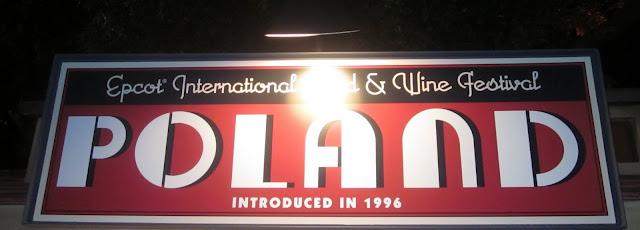 Epcot® International d & Wine Festival
POLAND
INTRODUCED IN 1996